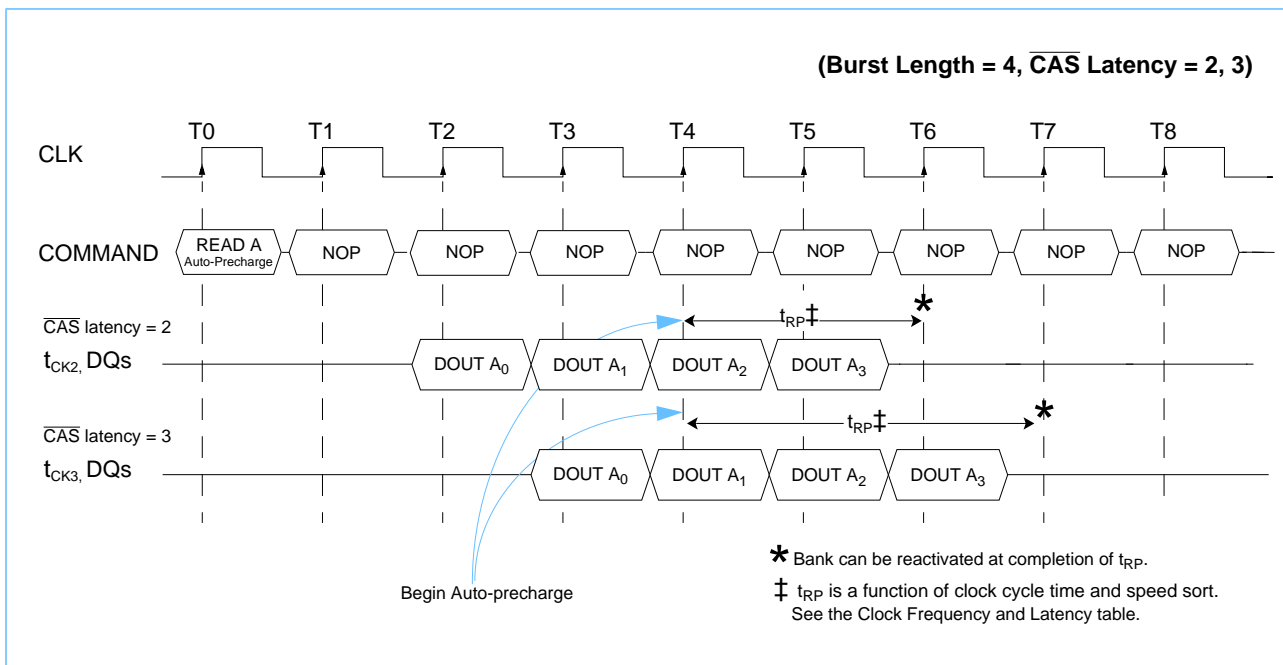 (Burst Length = 4, CAS Latency = 2, 3)
T0 T1 T2 T3 T4 T5 T6 T7 T8
CLK
COMMAND
READ A NOP NOP NOP NOP NOP NOP NOP NOP
Auto-Precharge
*
CAS latency = 2
tRP‡
tCK2, DQs
DOUT A0 DOUT A1 DOUT A2 DOUT A3
*
CAS latency = 3
tRP‡
tCK3, DQs
DOUT A0 DOUT A1 DOUT A2 DOUT A3
Begin Auto-precharge
* Bank can be reactivated at completion of tRP.
‡ tRP is a function of clock cycle time and speed sort.
See the Clock Frequency and Latency table.